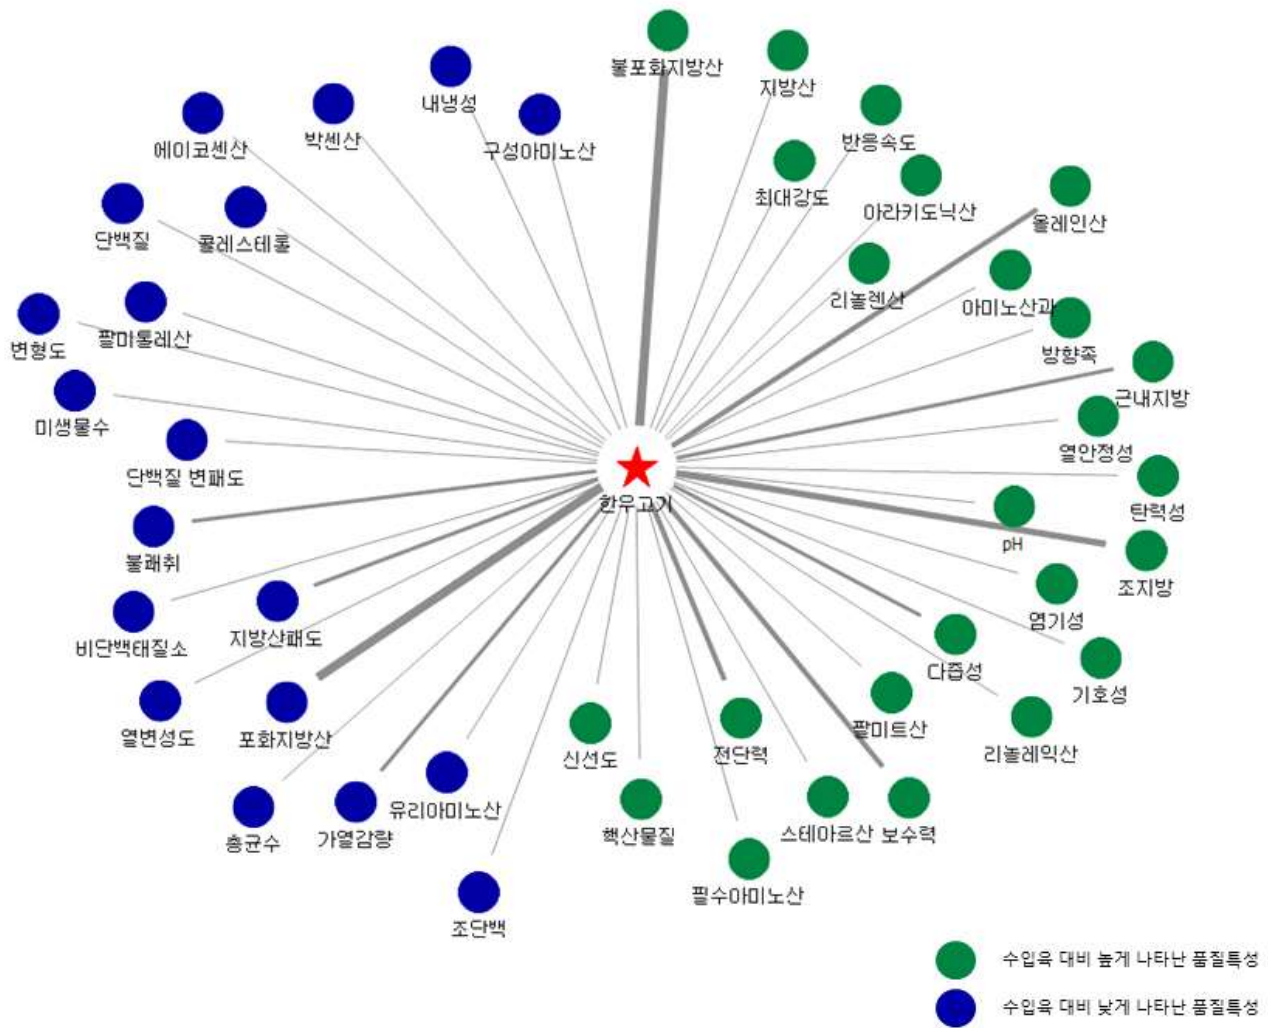 불포화지방산
지방산
내냉성
반응속도
박센산
구성아미노산
에이코센산
최대강도
아라키도닉산
올레인산
단백질
콜레스테롤
리놀렌산
아미노산과
방향족
변형도
팔미톨레산
근내지방
미생물수
열안정성
단백질 변패도
한우고기
탄력성
pH
불쾌취
조지방
염기성
비단백태질소
지방산패도
다즙성
기호성
열변성도
포화지방산
신선도
전단력
팔미트산
리놀레익산
총균수
가열감량
유리아미노산
핵산물질
스테아르산
보수력
필수아미노산
조단백
수입육 대비 높게 나타난 품질특성
수입육 대비 낮게 나타난 품질특성